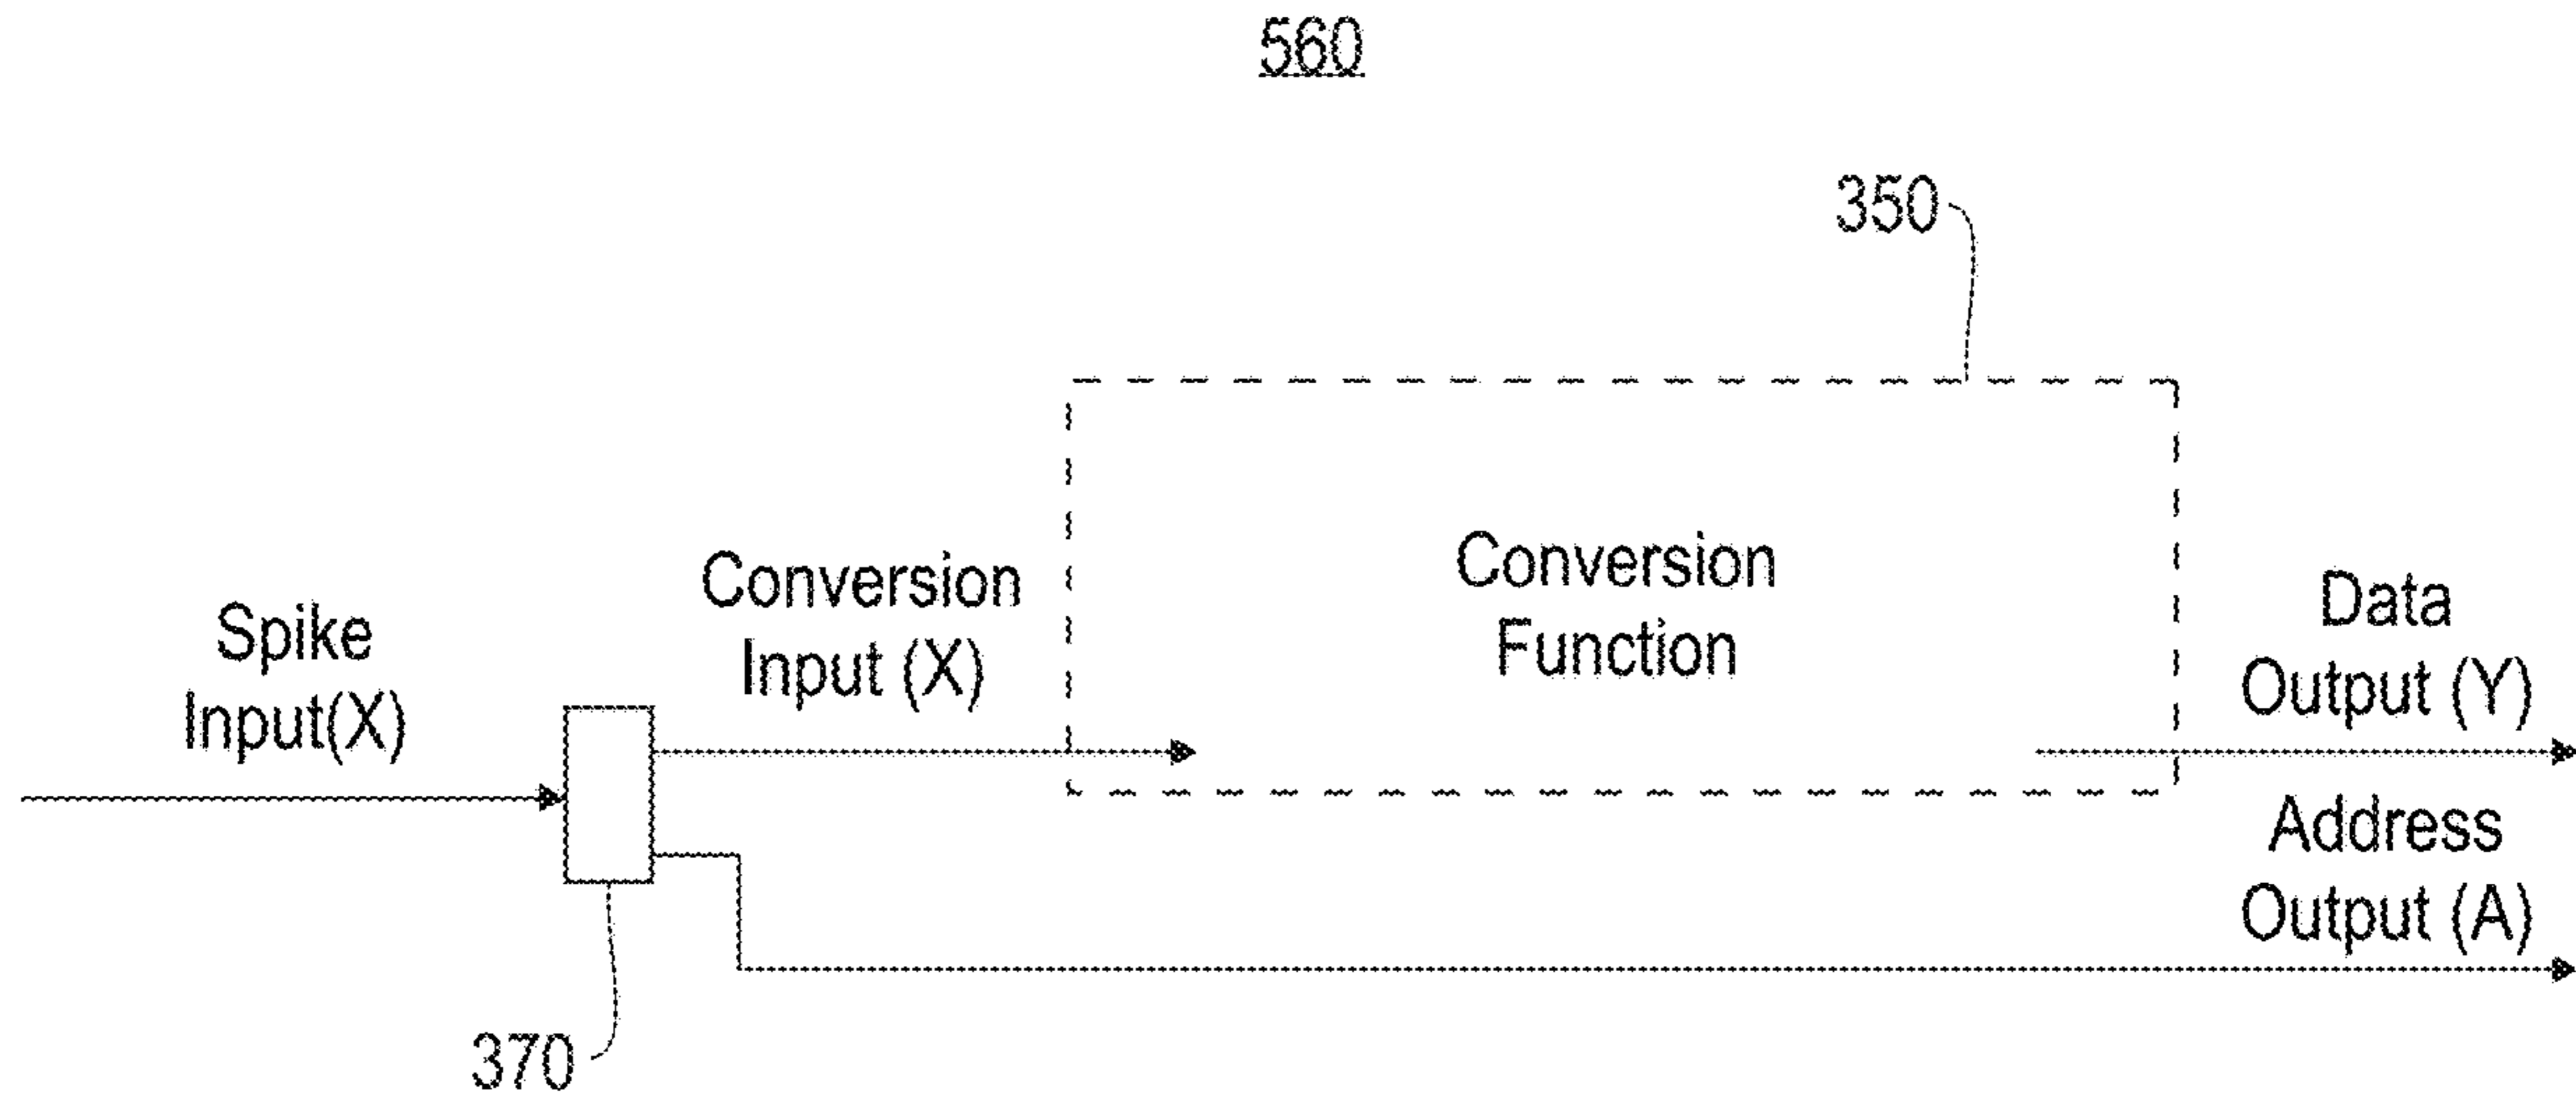 560
350
Spike
Input(X)
Conversion
Input (X)
Conversion
Function
Data
Output (Y)
Address
Output (A)
370